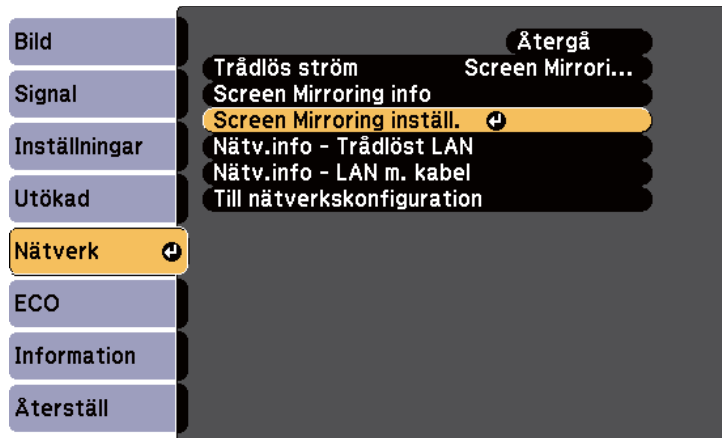 Bild
Signal
Inställningar
Utökad
Nätverk
ECO
Information
Återställ
Återgå
Trådlös ström Screen Mirrori...
Screen Mirroring info
Screen Mirroring inställ.
Nätv.info - Trådlöst LAN
Nätv.info - LAN m. kabel
Till nätverkskonfiguration